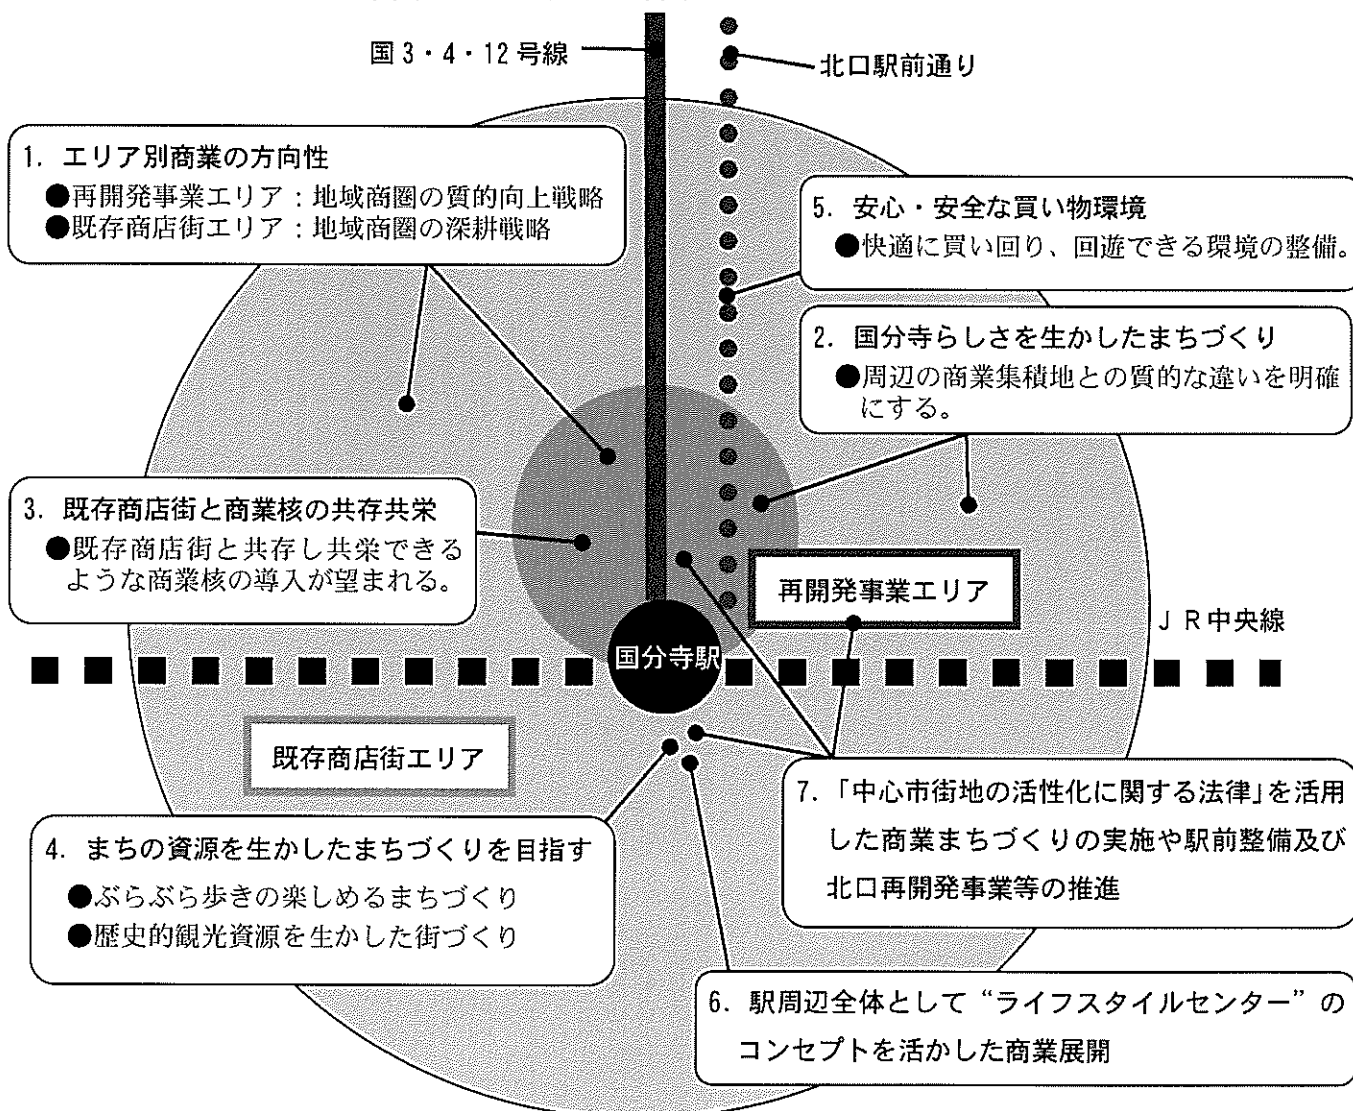 国3・4・12号線
北口駅前通り
1. エリア別商業の方向性
●再開発事業エリア：地域商圏の質的向上戦略
●既存商店街エリア：地域商圏の深耕戦略
5. 安心・安全な買い物環境
●快適に買い回り、回遊できる環境の整備。
2. 国分寺らしさを生かしたまちづくり
●周辺の商業集積地との質的な違いを明確
にする。
3. 既存商店街と商業核の共存共栄
●既存商店街と共存し共栄できる
ような商業核の導入が望まれる。
再開発事業エリア
ＪＲ中央線
国分寺駅
既存商店街エリア
4. まちの資源を生かしたまちづくりを目指す
●ぶらぶら歩きの楽しめるまちづくり
●歴史的観光資源を生かした街づくり
7. 「中心市街地の活性化に関する法律」を活用
した商業まちづくりの実施や駅前整備及び
北口再開発事業等の推進
6. 駅周辺全体として“ライフスタイルセンター”の
コンセプトを活かした商業展開